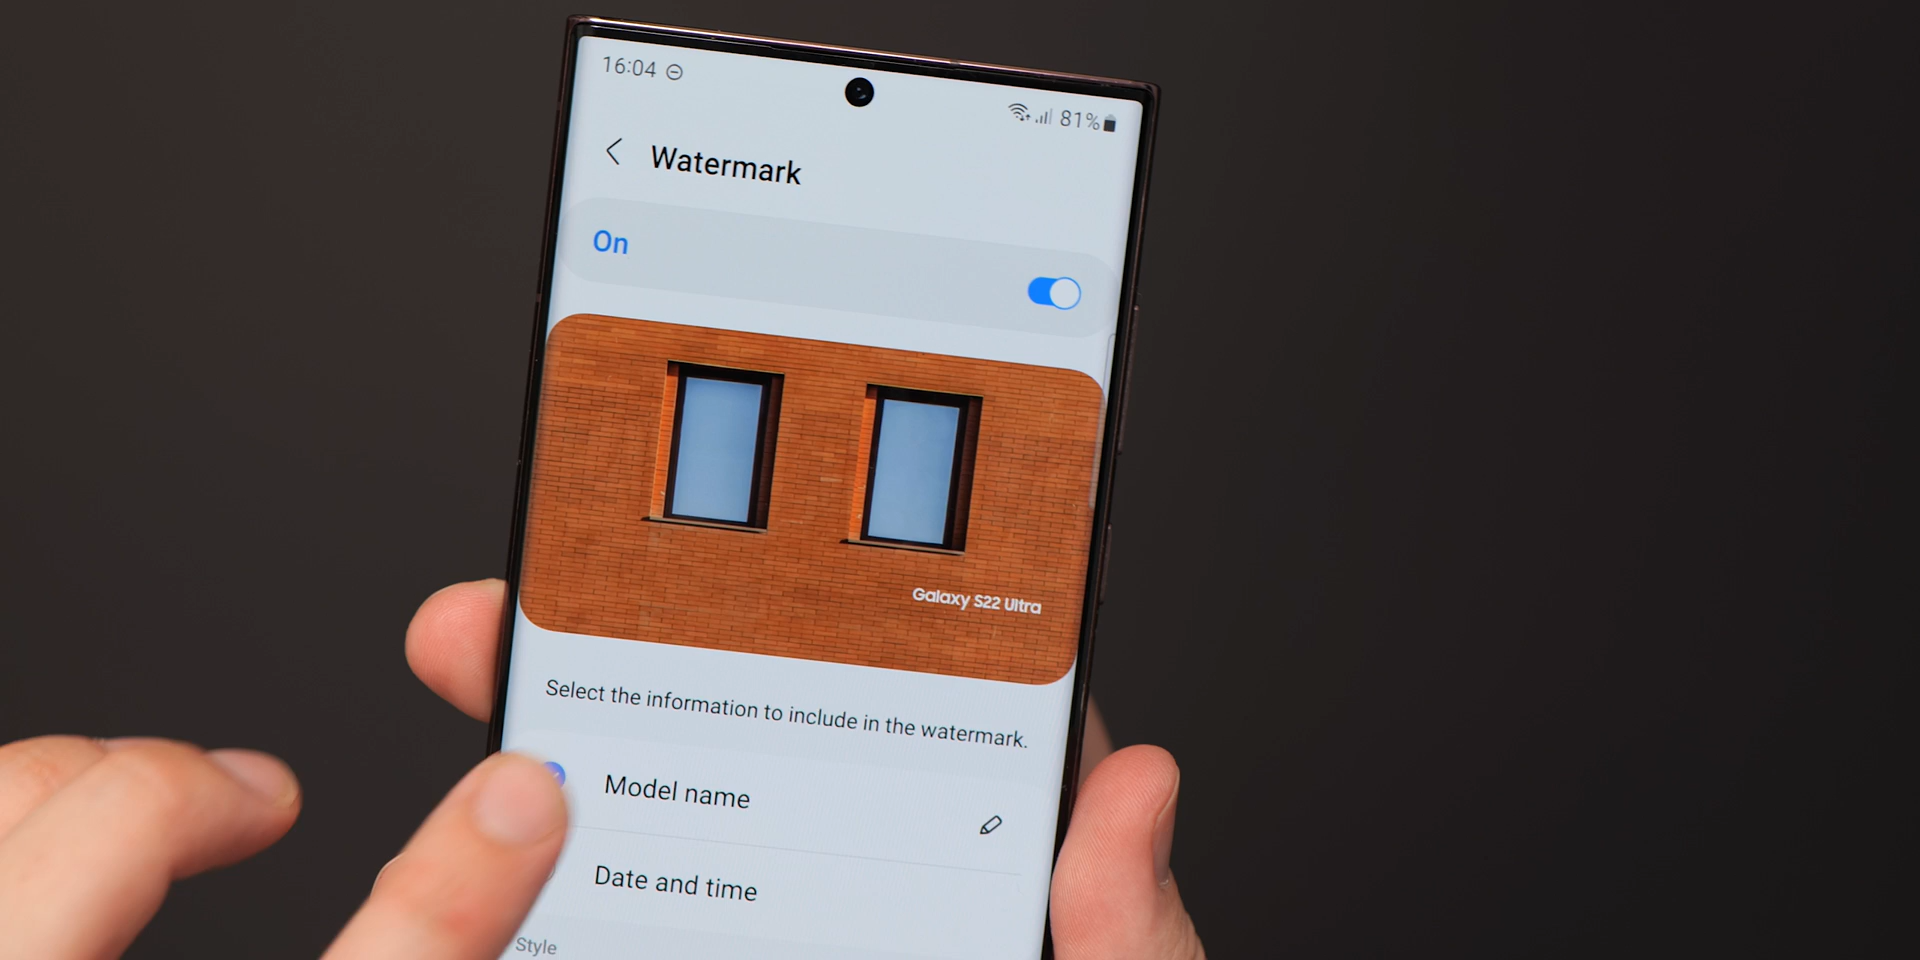 16:04
81%
Watermark
On
Galaxy S22 Ultra
Select the information to include in the watermark.
Model name
Date and time
Style